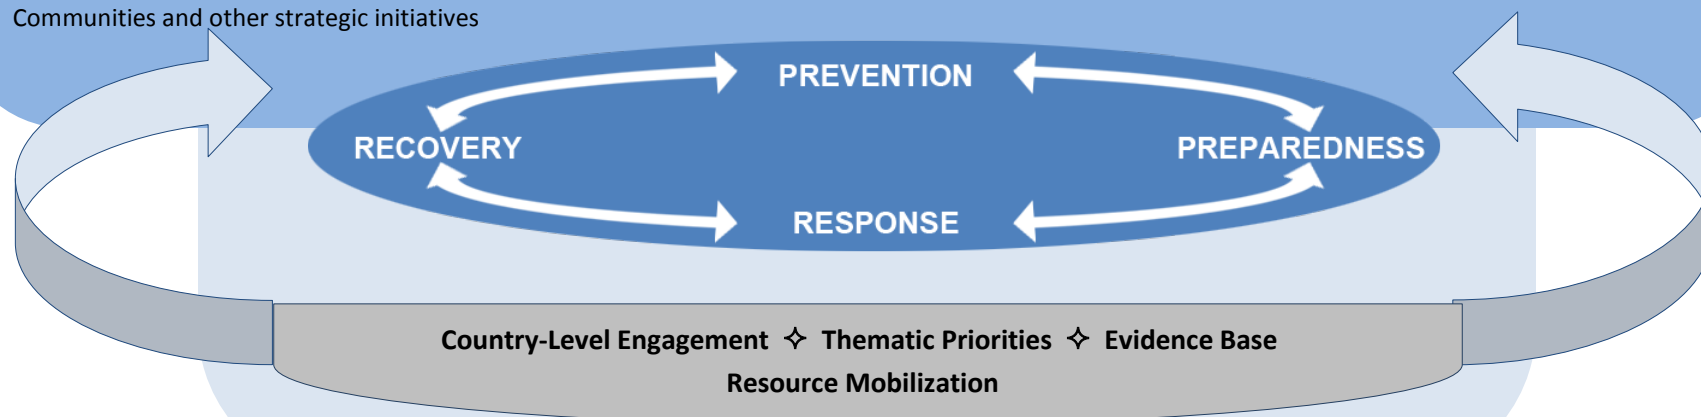 Communities and other strategic initiatives
PREVENTION
RECOVERY
PREPAREDNESS
RESPONSE
Country-Level Engagement ✧ Thematic Priorities ✧ Evidence Base
Resource Mobilization